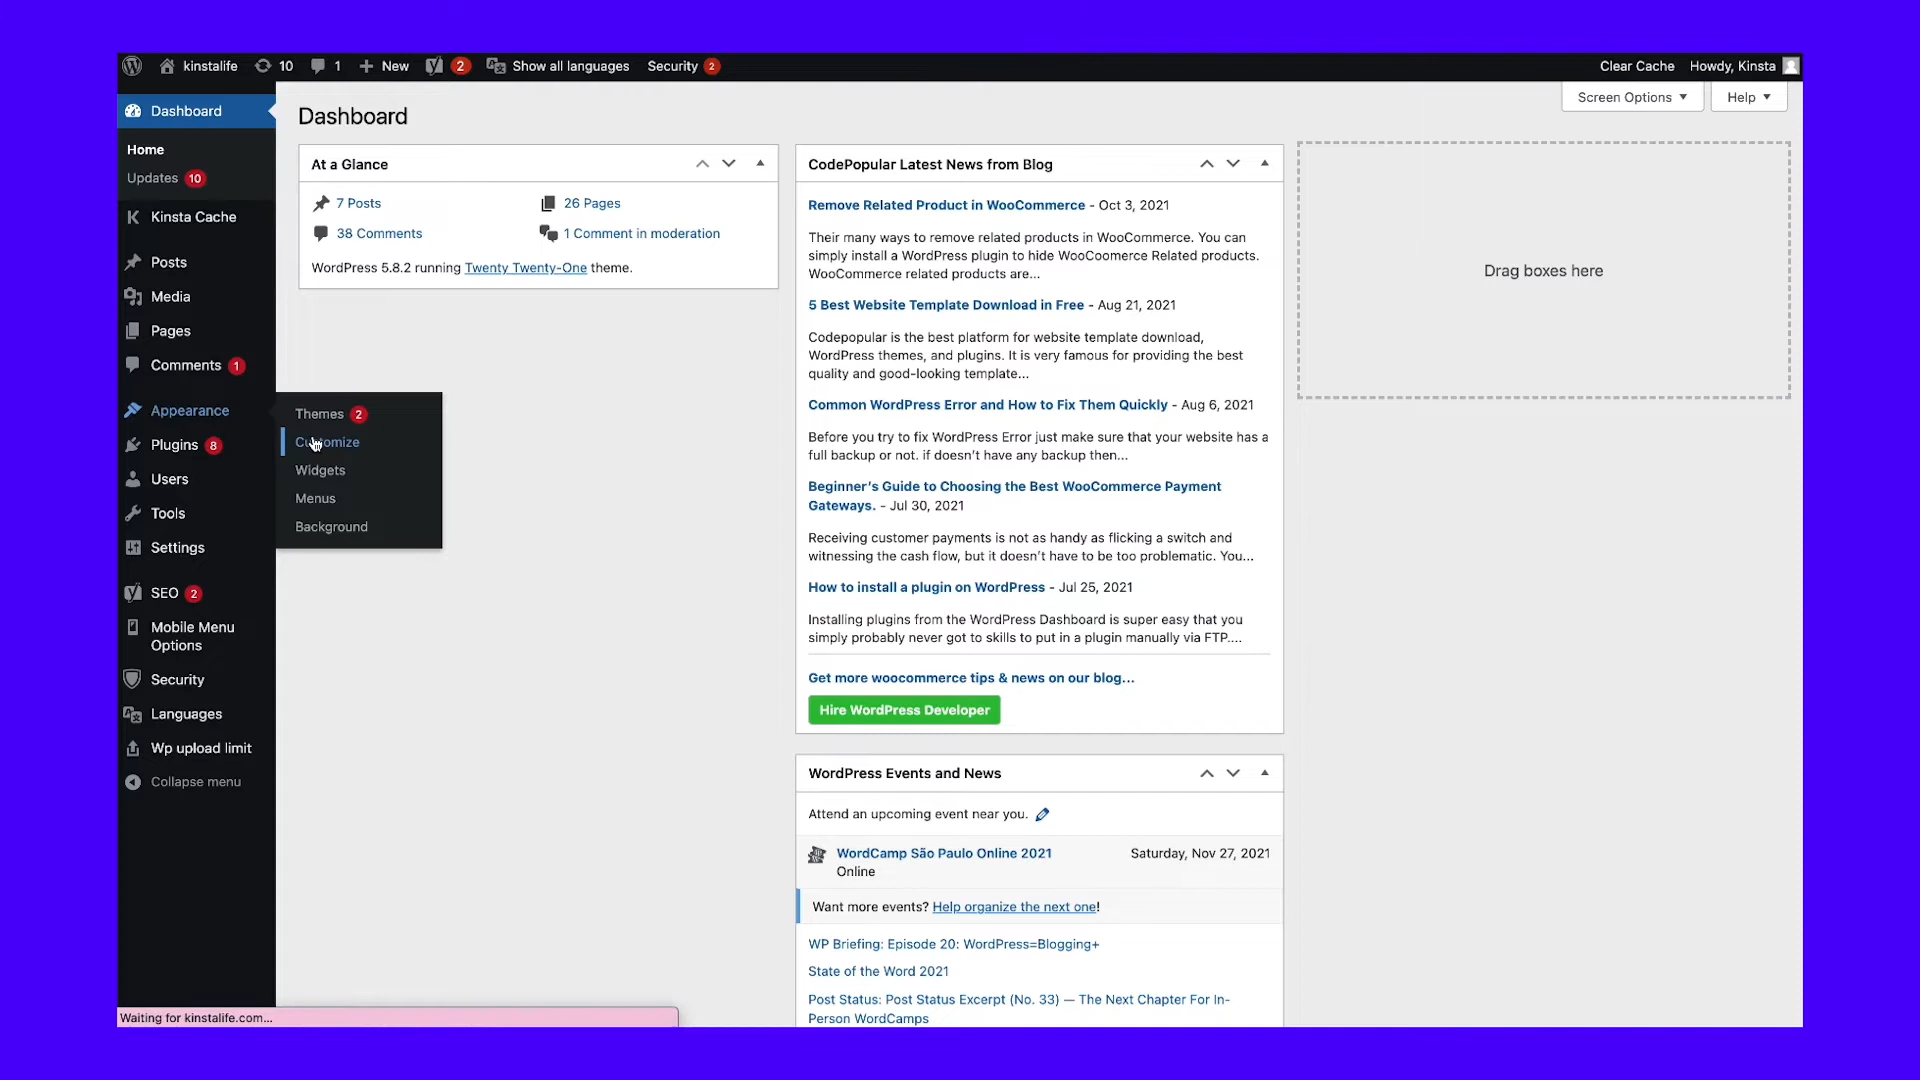 kinstalife 10 1 New 2 Show all languages Security 2 Clear Cache Howdy, Kinsta
Screen Options Help
Dashboard
Home
Updates 10
Kinsta Cache
Posts
Media
Pages
Comments 1
Appearance
Plugins 8
Users
Tools
Settings
SEO 2
Mobile Menu
Options
Security
Languages
Wp upload limit
Collapse menu
Themes 2
Customize
Widgets
Menus
Background
Dashboard
At a Glance
7 Posts 26 Pages
38 Comments 1 Comment in moderation
WordPress 5.8.2 running Twenty Twenty-One theme.
CodePopular Latest News from Blog
Remove Related Product in WooCommerce - Oct 3, 2021
Their many ways to remove related products in WooCommerce. You can
simply install a WordPress plugin to hide WooCoomerce Related products.
WooCommerce related products are...
5 Best Website Template Download in Free - Aug 21, 2021
Codepopular is the best platform for website template download,
WordPress themes, and plugins. It is very famous for providing the best
quality and good-looking template...
Common WordPress Error and How to Fix Them Quickly - Aug 6, 2021
Before you try to fix WordPress Error just make sure that your website has a
full backup or not. if doesn't have any backup then...
Beginner's Guide to Choosing the Best WooCommerce Payment
Gateways. - Jul 30, 2021
Receiving customer payments is not as handy as flicking a switch and
witnessing the cash flow, but it doesn't have to be too problematic. You...
How to install a plugin on WordPress - Jul 25, 2021
Installing plugins from the WordPress Dashboard is super easy that you
simply probably never got to skills to put in a plugin manually via FTP....
Get more woocommerce tips & news on our blog...
Hire WordPress Developer
WordPress Events and News
Attend an upcoming event near you.
WordCamp São Paulo Online 2021 Saturday, Nov 27, 2021
Online
Want more events? Help organize the next one!
WP Briefing: Episode 20: WordPress=Blogging+
State of the Word 2021
Post Status: Post Status Excerpt (No. 33) — The Next Chapter For In-
Person WordCamps
Drag boxes here
Waiting for kinstalife.com...